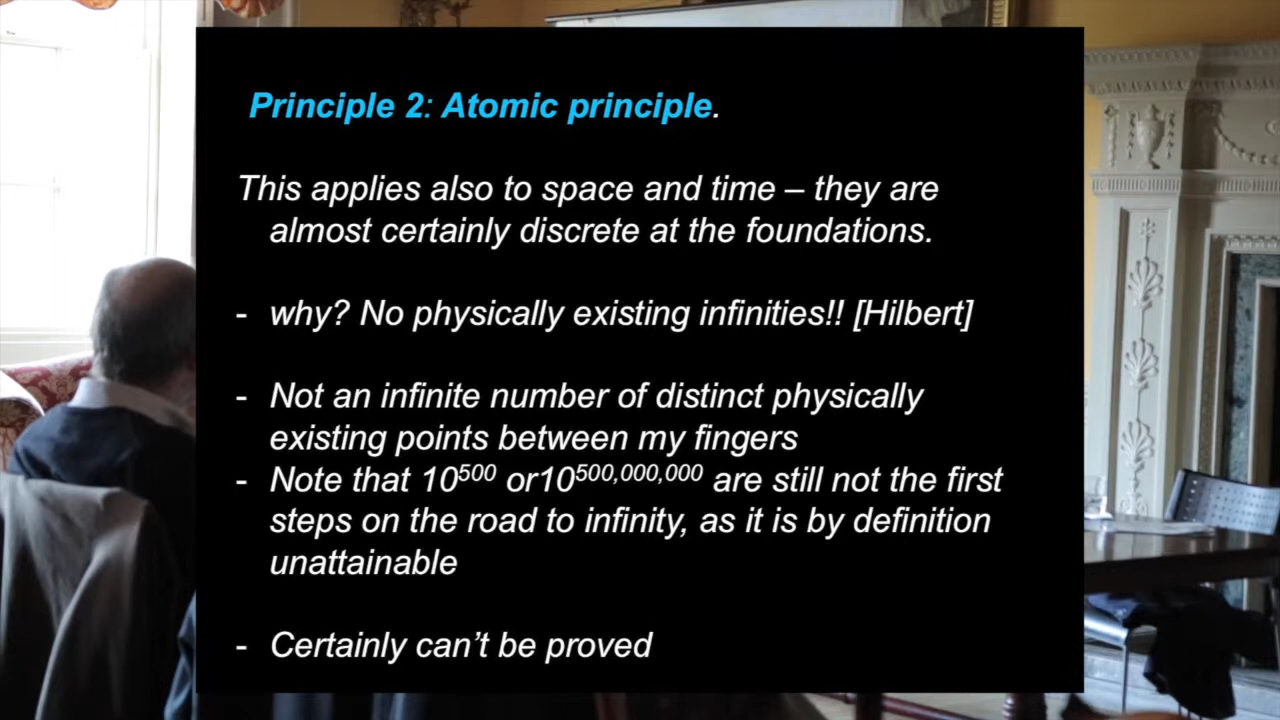 Principle 2: Atomic principle.
This applies also to space and time – they are
almost certainly discrete at the foundations.
- why? No physically existing infinities!! [Hilbert]
- Not an infinite number of distinct physically
existing points between my fingers
- Note that 10⁵⁰⁰ or10⁵⁰⁰,⁰⁰⁰,⁰⁰⁰ are still not the first
steps on the road to infinity, as it is by definition
unattainable
- Certainly can’t be proved